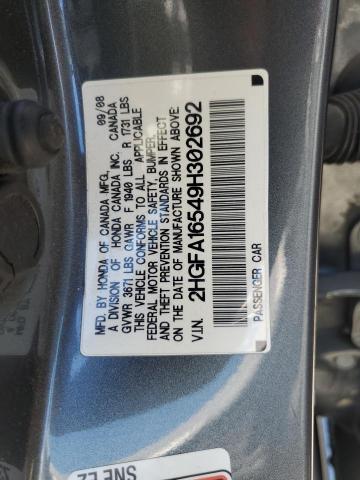 MFD. BY HONDA OF CANADA MFG. 09/08
A DIVISION OF HONDA CANADA INC. CANADA
GVWR 3671 LBS GAWR F 1940 LBS R 1731 LBS
THIS VEHICLE CONFORMS TO ALL APPLICABLE
FEDERAL MOTOR VEHICLE SAFETY, BUMPER,
AND THEFT PREVENTION STANDARDS IN EFFECT
ON THE DATE OF MANUFACTURE SHOWN ABOVE.
V.I.N. 2HGFA16549H302692
PASSENGER CAR